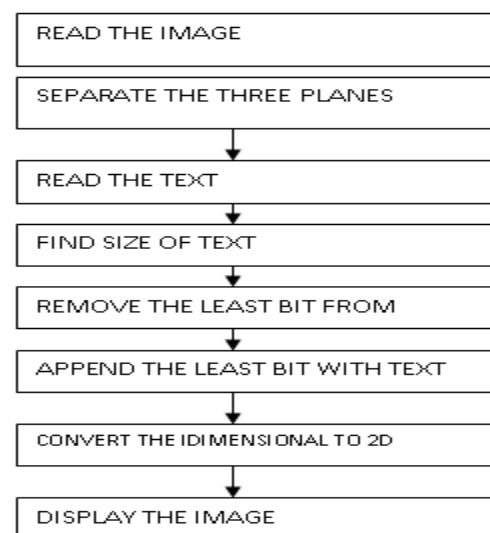 READ THE IMAGE
SEPARATE THE THREE PLANES
READ THE TEXT
FIND SIZE OF TEXT
REMOVE THE LEAST BIT FROM
APPEND THE LEAST BIT WITH TEXT
CONVERT THE IDIMENSIONAL TO 2D
DISPLAY THE IMAGE